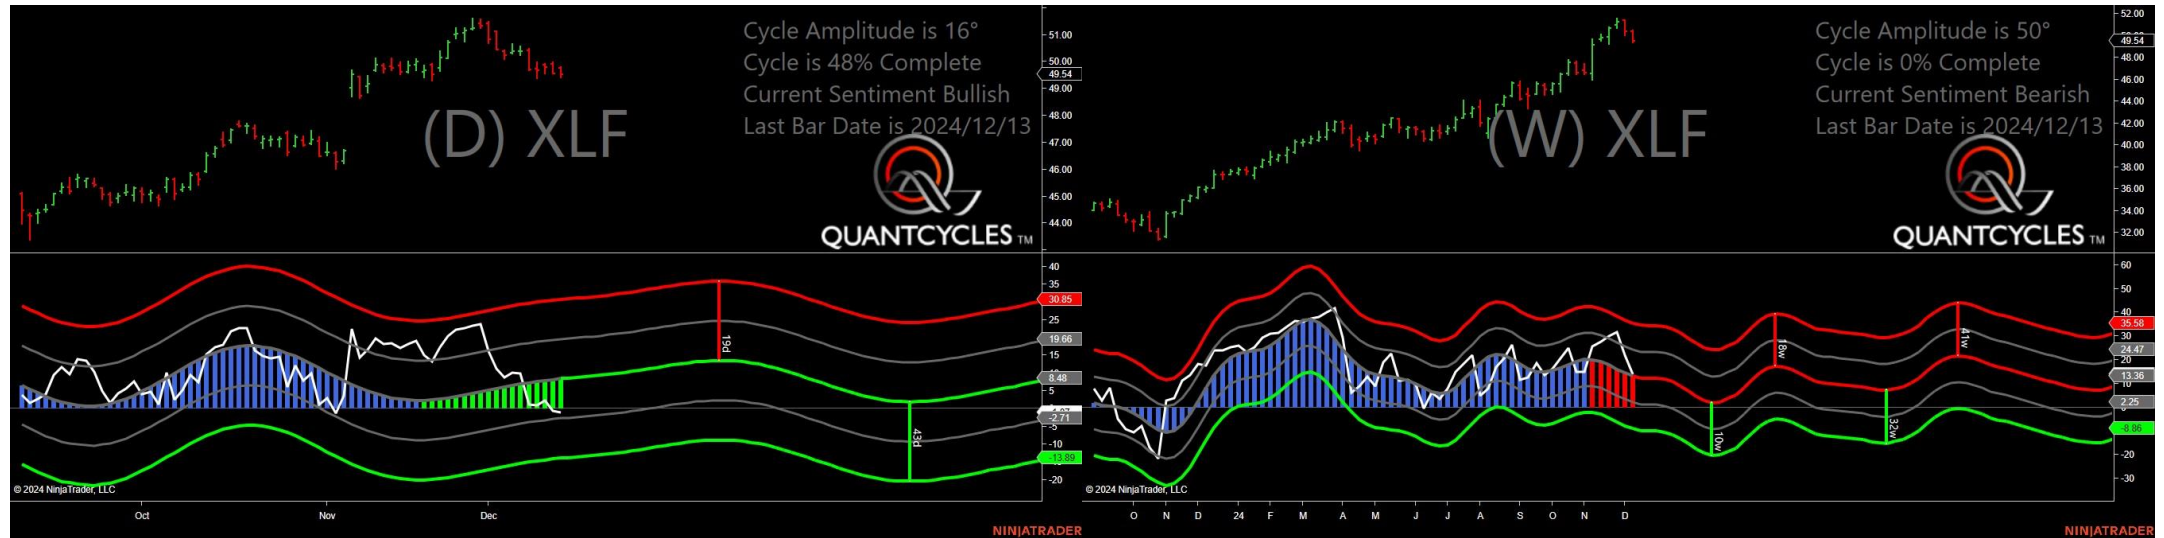 Cycle Amplitude is 16°
Cycle is 48% Complete
Current Sentiment Bullish
Last Bar Date is 2024/12/13
(D) XLF
QUANTCYCLES TM
51.00
50.00
49.54
49.00
48.00
47.00
46.00
45.00
44.00
40
35
30.85
25
19.66
15
8.48
5
-2.71
-5
-10
-13.89
-20
19d
43d
© 2024 NinjaTrader, LLC
Oct Nov Dec
NINJATRADER
Cycle Amplitude is 50°
Cycle is 0% Complete
Current Sentiment Bearish
Last Bar Date is 2024/12/13
(W) XLF
QUANTCYCLES TM
52.00
49.54
48.00
46.00
44.00
42.00
40.00
38.00
36.00
34.00
32.00
60
50
40
35.58
30
24.47
20
13.36
10
2.25
-8.86
-20
-30
18w
41w
10w
32w
© 2024 NinjaTrader, LLC
O N D 24 F M A M J J A S O N D
NINJATRADER